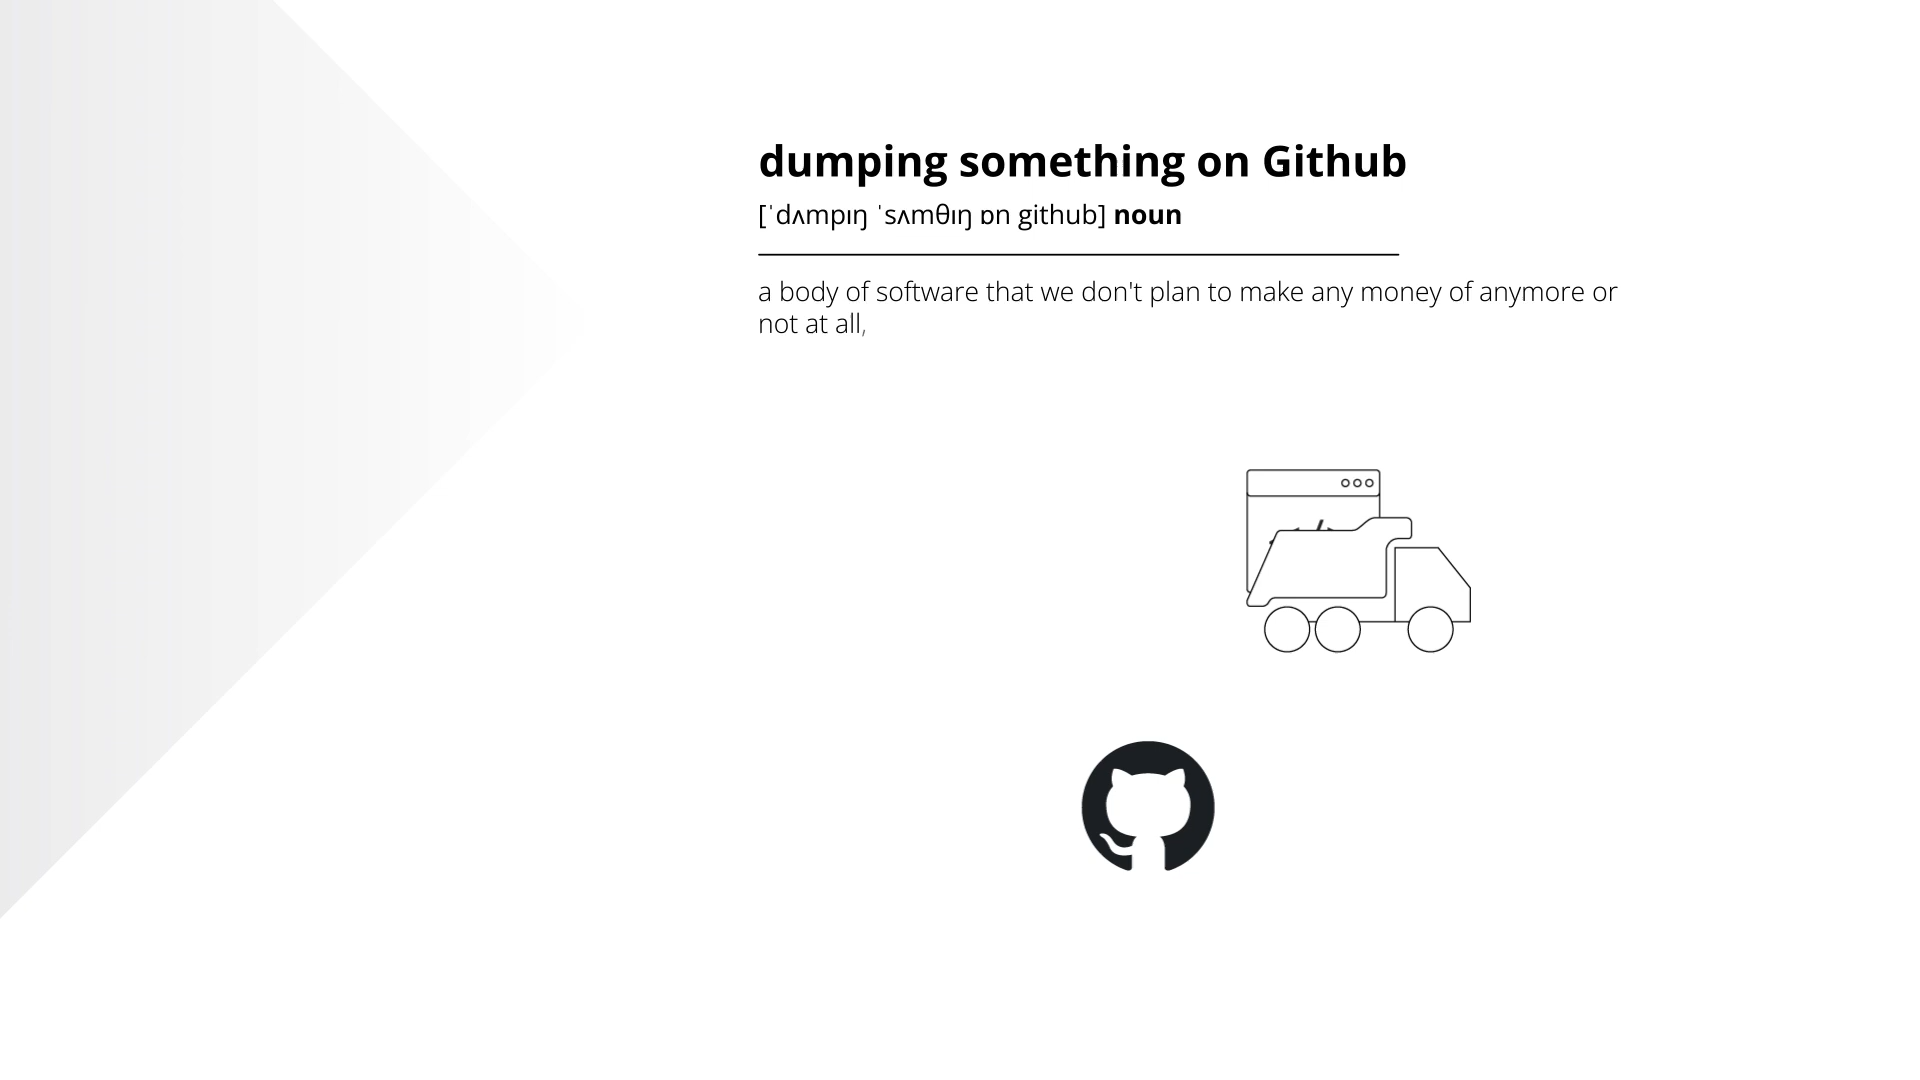 dumping something on Github
[ˈdʌmpɪŋ ˈsʌmθɪŋ ɒn github] noun
a body of software that we don't plan to make any money of anymore or
not at all,